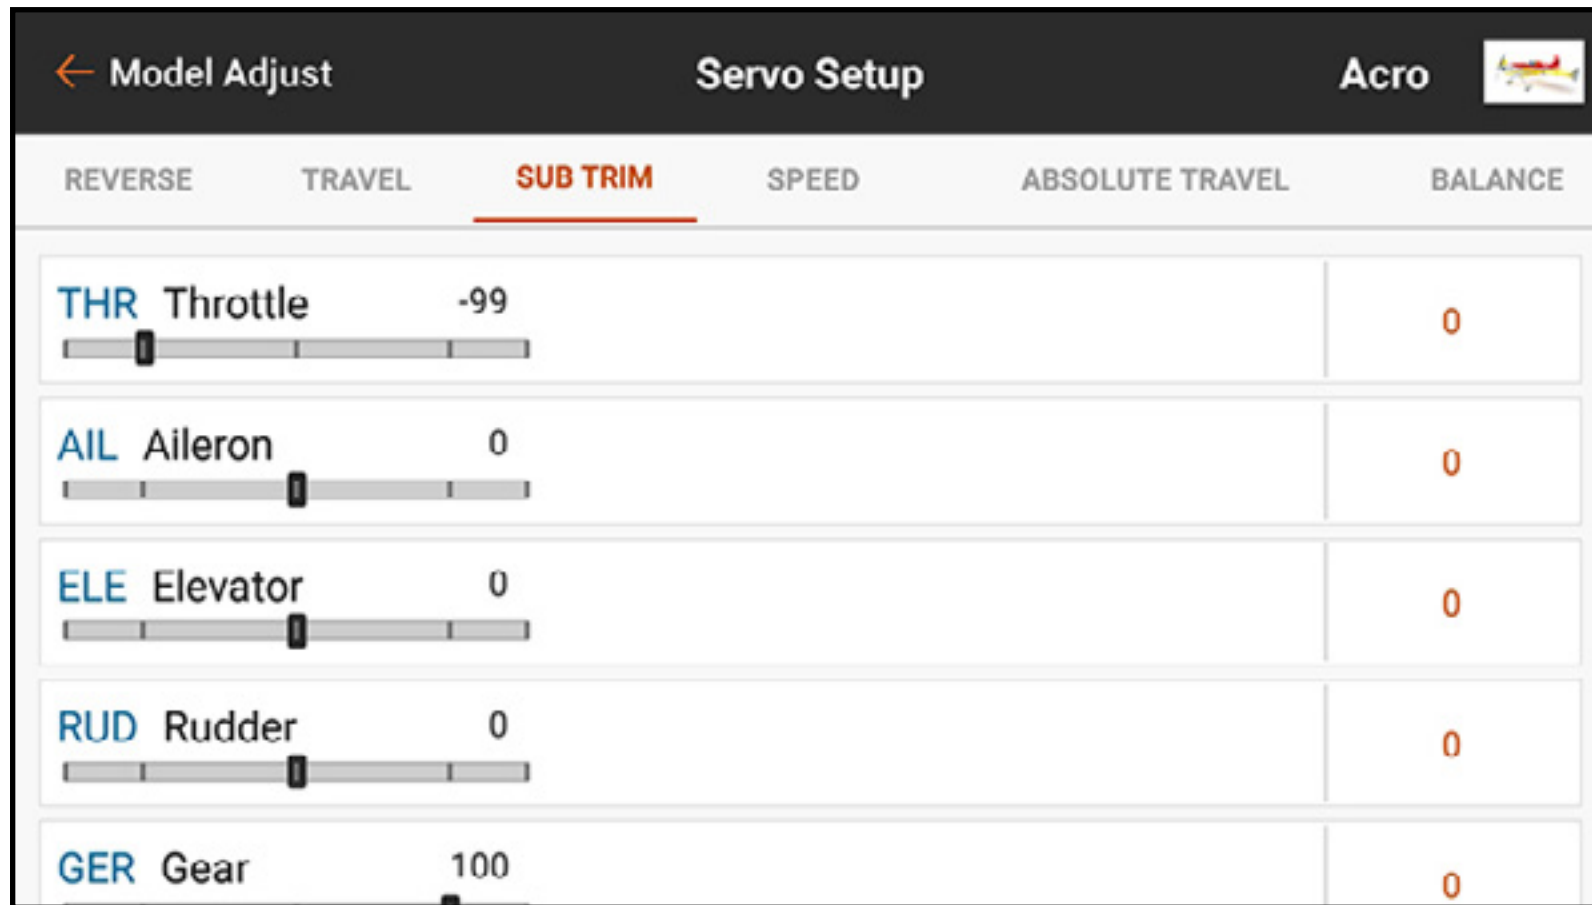 Model Adjust Servo Setup Acro
REVERSE TRAVEL SUB TRIM SPEED ABSOLUTE TRAVEL BALANCE
THR Throttle -99 0
AIL Aileron 0 0
ELE Elevator 0 0
RUD Rudder 0 0
GER Gear 100 0